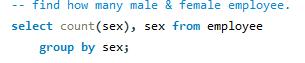 -- find how many male & female employee.
select count(sex), sex from employee
group by sex;